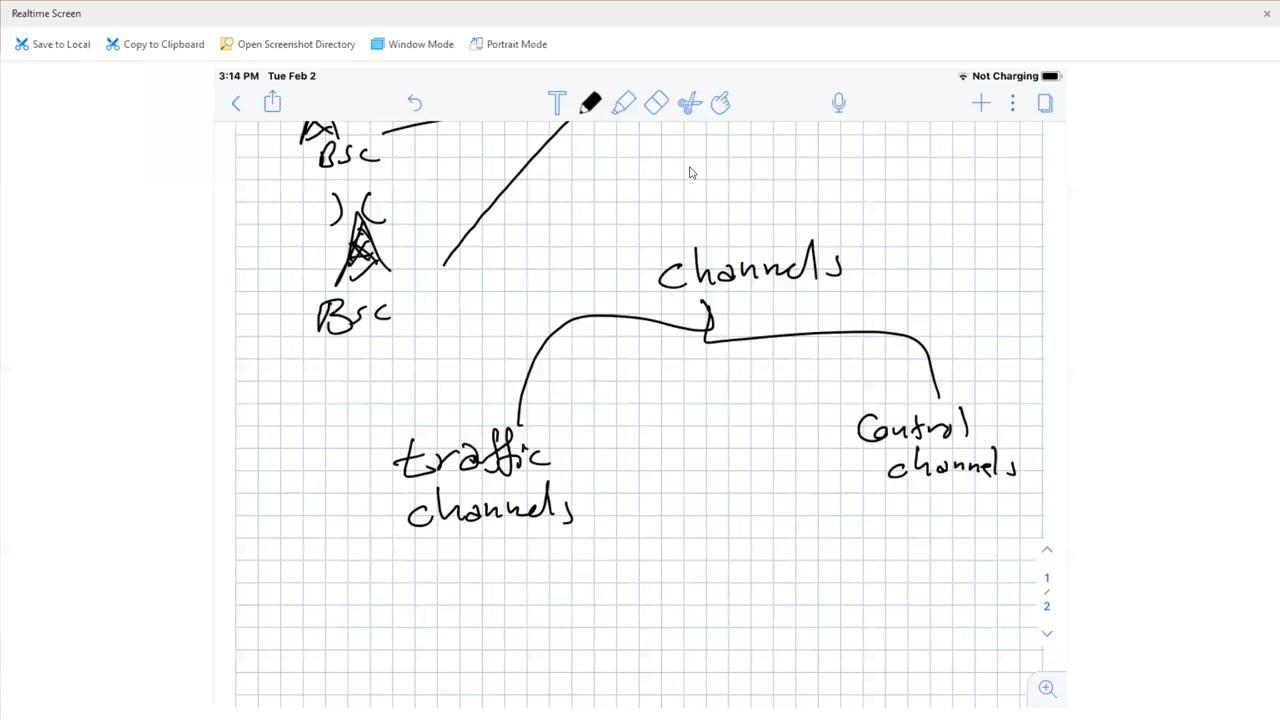 Realtime Screen
Save to Local Copy to Clipboard Open Screenshot Directory Window Mode Portrait Mode
3:14 PM Tue Feb 2 Not Charging
T
BSC
channels
BSC
traffic
channels
Control
channels
1
/
2